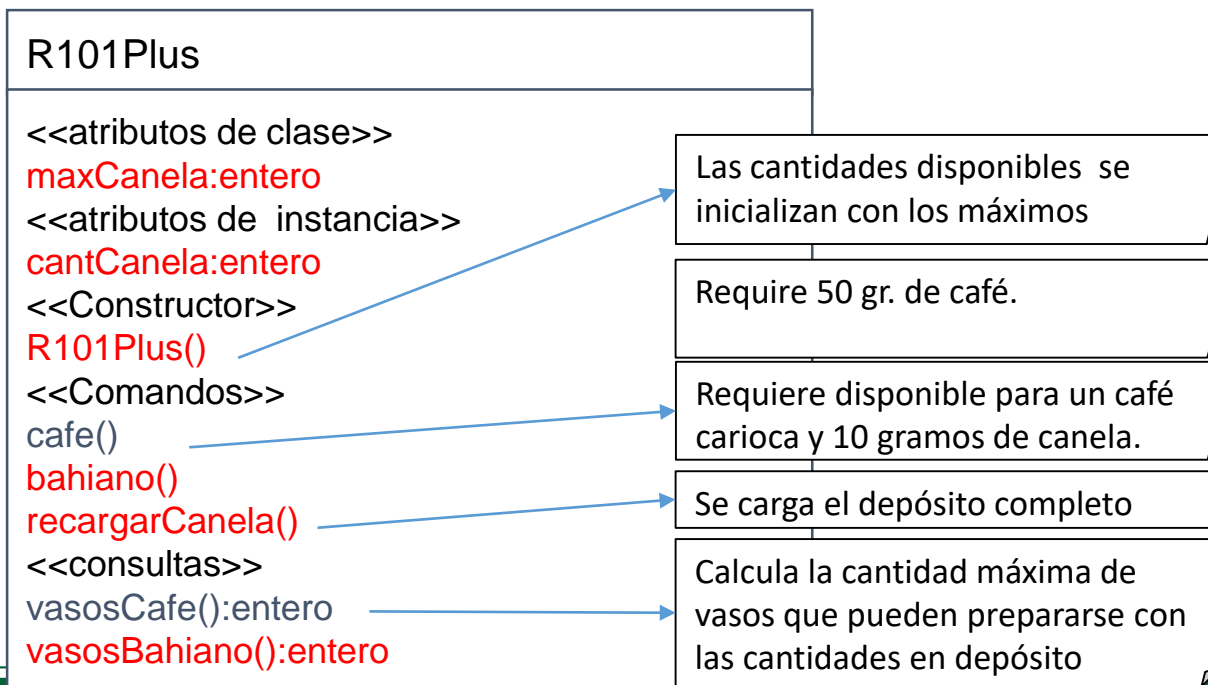 R101Plus
<<atributos de clase>>
maxCanela:entero
<<atributos de instancia>>
cantCanela:entero
<<Constructor>>
R101Plus()
<<Comandos>>
cafe()
bahiano()
recargarCanela()
<<consultas>>
vasosCafe():entero
vasosBahiano():entero
Las cantidades disponibles se
inicializan con los máximos
Require 50 gr. de café.
Requiere disponible para un café
carioca y 10 gramos de canela.
Se carga el depósito completo
Calcula la cantidad máxima de
vasos que pueden prepararse con
las cantidades en depósito